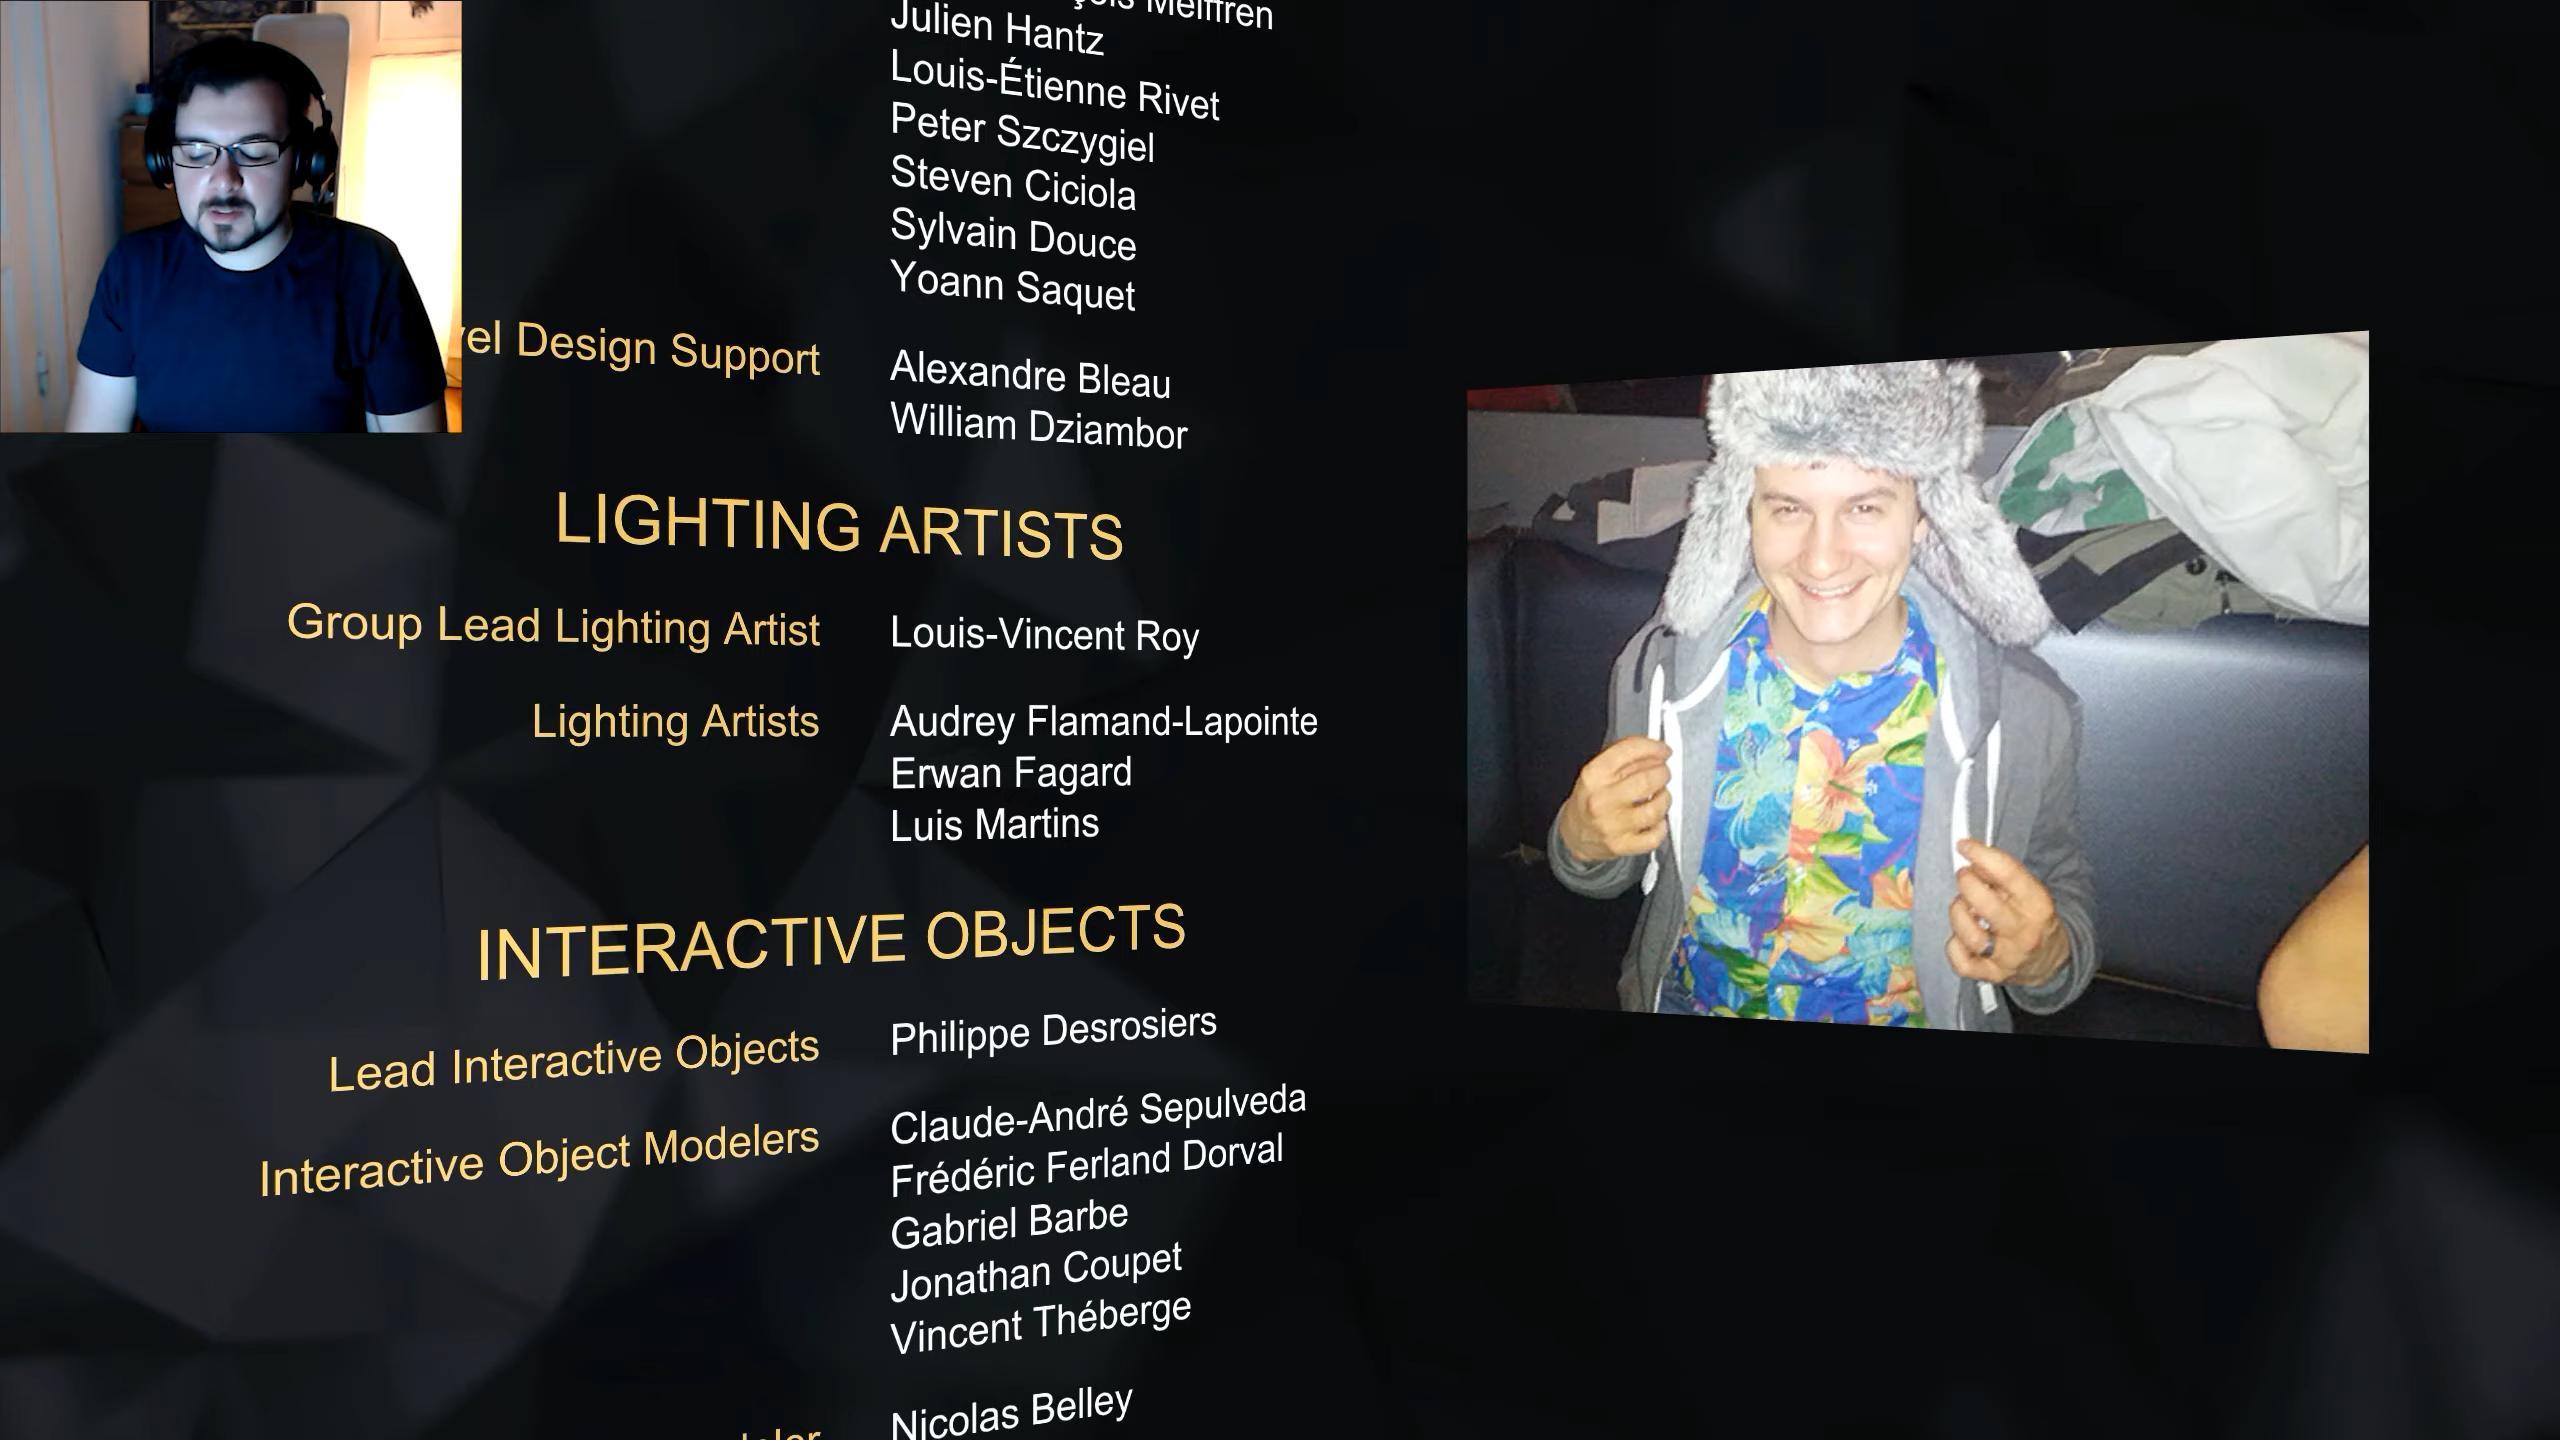 Meiffren
Julien Hantz
Louis-Étienne Rivet
Peter Szczygiel
Steven Ciciola
Sylvain Douce
Yoann Saquet
Design Support Alexandre Bleau
William Dziambor
LIGHTING ARTISTS
Group Lead Lighting Artist Louis-Vincent Roy
Lighting Artists Audrey Flamand-Lapointe
Erwan Fagard
Luis Martins
INTERACTIVE OBJECTS
Lead Interactive Objects Philippe Desrosiers
Interactive Object Modelers Claude-André Sepulveda
Frédéric Ferland Dorval
Gabriel Barbe
Jonathan Coupet
Vincent Théberge
Nicolas Belley